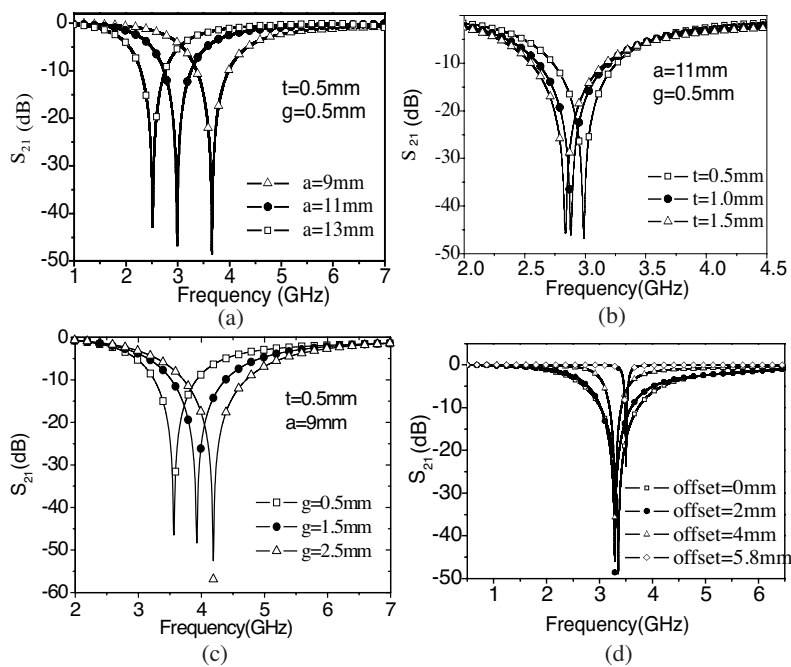 0
-10
-20
-30
-40
-50
S21 (dB)
t=0.5mm
g=0.5mm
a=9mm
a=11mm
a=13mm
1 2 3 4 5 6 7
Frequency (GHz)
(a)
-10
-20
-30
-40
-50
S21 (dB)
a=11mm
g=0.5mm
t=0.5mm
t=1.0mm
t=1.5mm
2.0 2.5 3.0 3.5 4.0 4.5
Frequency(GHz)
(b)
0
-10
-20
-30
-40
-50
-60
S21(dB)
t=0.5mm
a=9mm
g=0.5mm
g=1.5mm
g=2.5mm
2 3 4 5 6 7
Frequency(GHz)
(c)
0
-10
-20
-30
-40
-50
S21(dB)
offset=0mm
offset=2mm
offset=4mm
offset=5.8mm
1 2 3 4 5 6
Frequency(GHz)
(d)